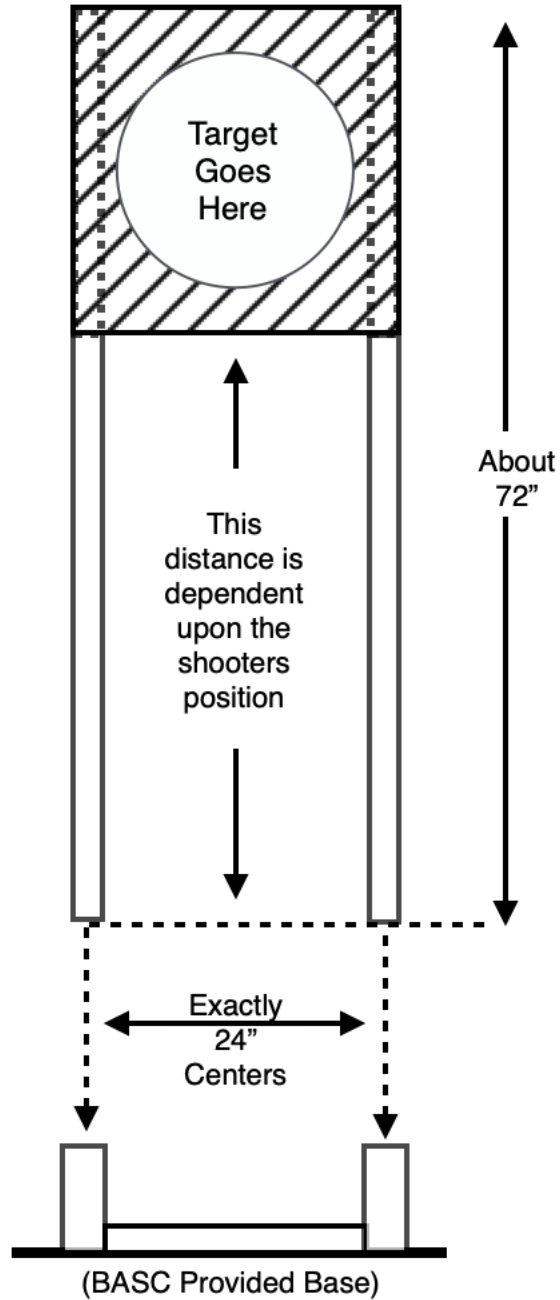 Target
Goes
Here
About
72”
This
distance is
dependent
upon the
shooters
position
Exactly
24”
Centers
(BASC Provided Base)